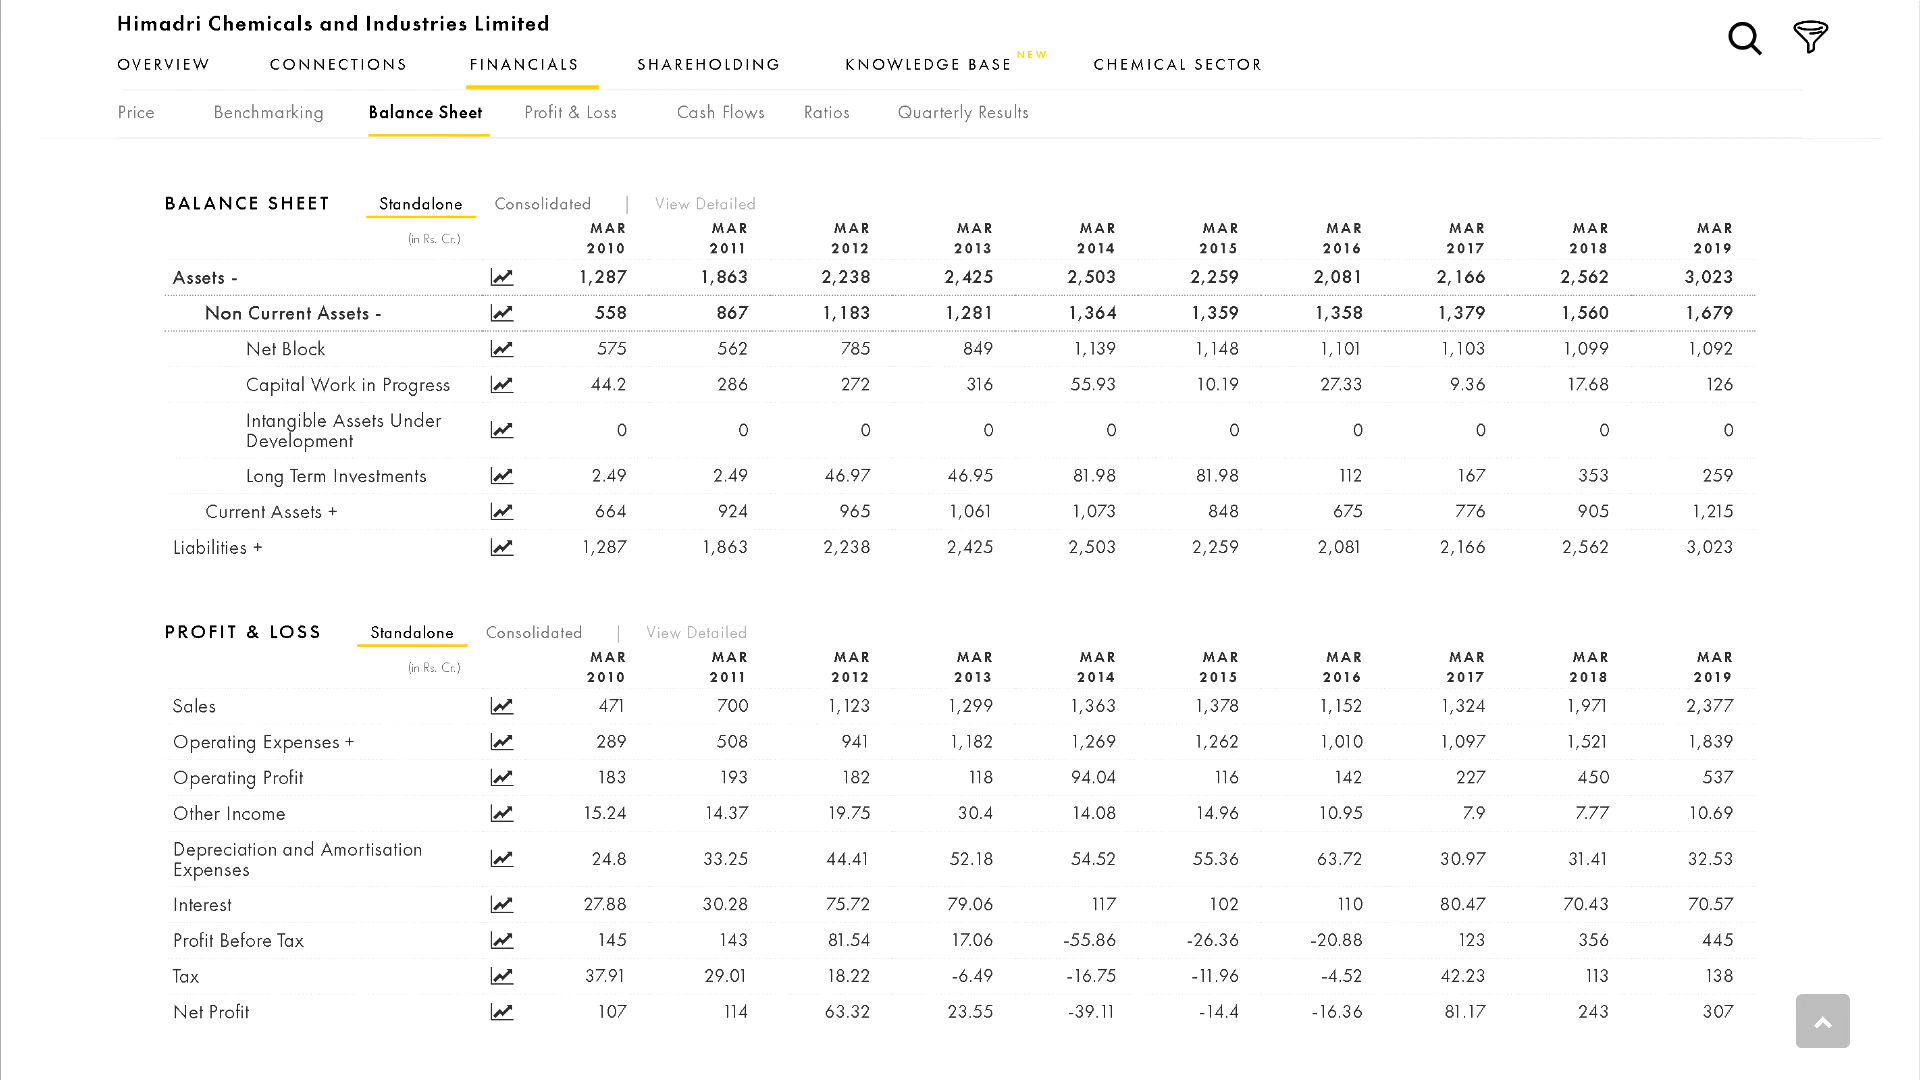 Himadri Chemicals and Industries Limited
OVERVIEW CONNECTIONS FINANCIALS SHAREHOLDING KNOWLEDGE BASE NEW CHEMICAL SECTOR
Price Benchmarking Balance Sheet Profit & Loss Cash Flows Ratios Quarterly Results
BALANCE SHEET Standalone Consolidated | View Detailed
(in Rs. Cr.) MAR 2010 MAR 2011 MAR 2012 MAR 2013 MAR 2014 MAR 2015 MAR 2016 MAR 2017 MAR 2018 MAR 2019
Assets - 1,287 1,863 2,238 2,425 2,503 2,259 2,081 2,166 2,562 3,023
Non Current Assets - 558 867 1,183 1,281 1,364 1,359 1,358 1,379 1,560 1,679
Net Block 575 562 785 849 1,139 1,148 1,101 1,103 1,099 1,092
Capital Work in Progress 44.2 286 272 316 55.93 10.19 27.33 9.36 17.68 126
Intangible Assets Under
Development 0 0 0 0 0 0 0 0 0 0
Long Term Investments 2.49 2.49 46.97 46.95 81.98 81.98 112 167 353 259
Current Assets + 664 924 965 1,061 1,073 848 675 776 905 1,215
Liabilities + 1,287 1,863 2,238 2,425 2,503 2,259 2,081 2,166 2,562 3,023
PROFIT & LOSS Standalone Consolidated | View Detailed
(in Rs. Cr.) MAR 2010 MAR 2011 MAR 2012 MAR 2013 MAR 2014 MAR 2015 MAR 2016 MAR 2017 MAR 2018 MAR 2019
Sales 471 700 1,123 1,299 1,363 1,378 1,152 1,324 1,971 2,377
Operating Expenses + 289 508 941 1,182 1,269 1,262 1,010 1,097 1,521 1,839
Operating Profit 183 193 182 118 94.04 116 142 227 450 537
Other Income 15.24 14.37 19.75 30.4 14.08 14.96 10.95 7.9 7.77 10.69
Depreciation and Amortisation
Expenses 24.8 33.25 44.41 52.18 54.52 55.36 63.72 30.97 31.41 32.53
Interest 27.88 30.28 75.72 79.06 117 102 110 80.47 70.43 70.57
Profit Before Tax 145 143 81.54 17.06 -55.86 -26.36 -20.88 123 356 445
Tax 37.91 29.01 18.22 -6.49 -16.75 -11.96 -4.52 42.23 113 138
Net Profit 107 114 63.32 23.55 -39.11 -14.4 -16.36 81.17 243 307